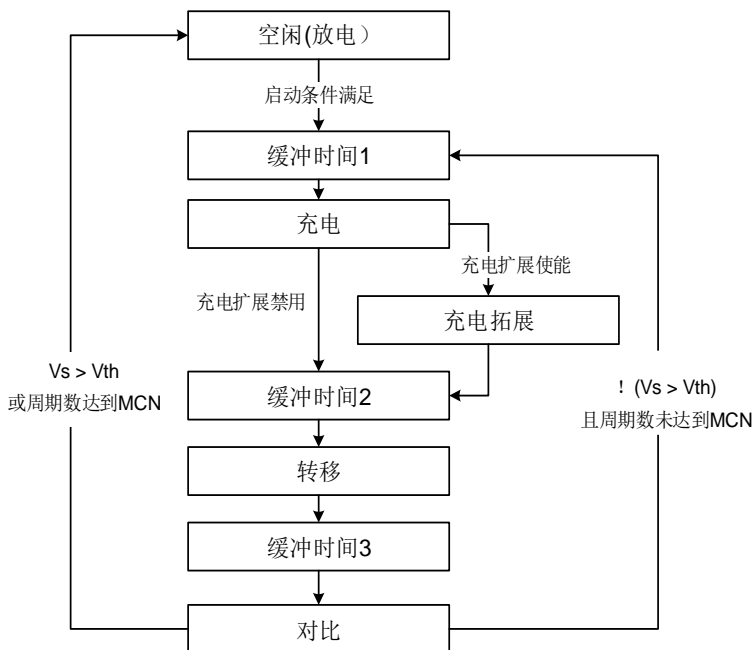 空闲(放电）
启动条件满足
缓冲时间1
充电
充电扩展使能
充电扩展禁用
充电拓展
Vs > Vth
或周期数达到MCN
！(Vs > Vth)
且周期数未达到MCN
缓冲时间2
转移
缓冲时间3
对比